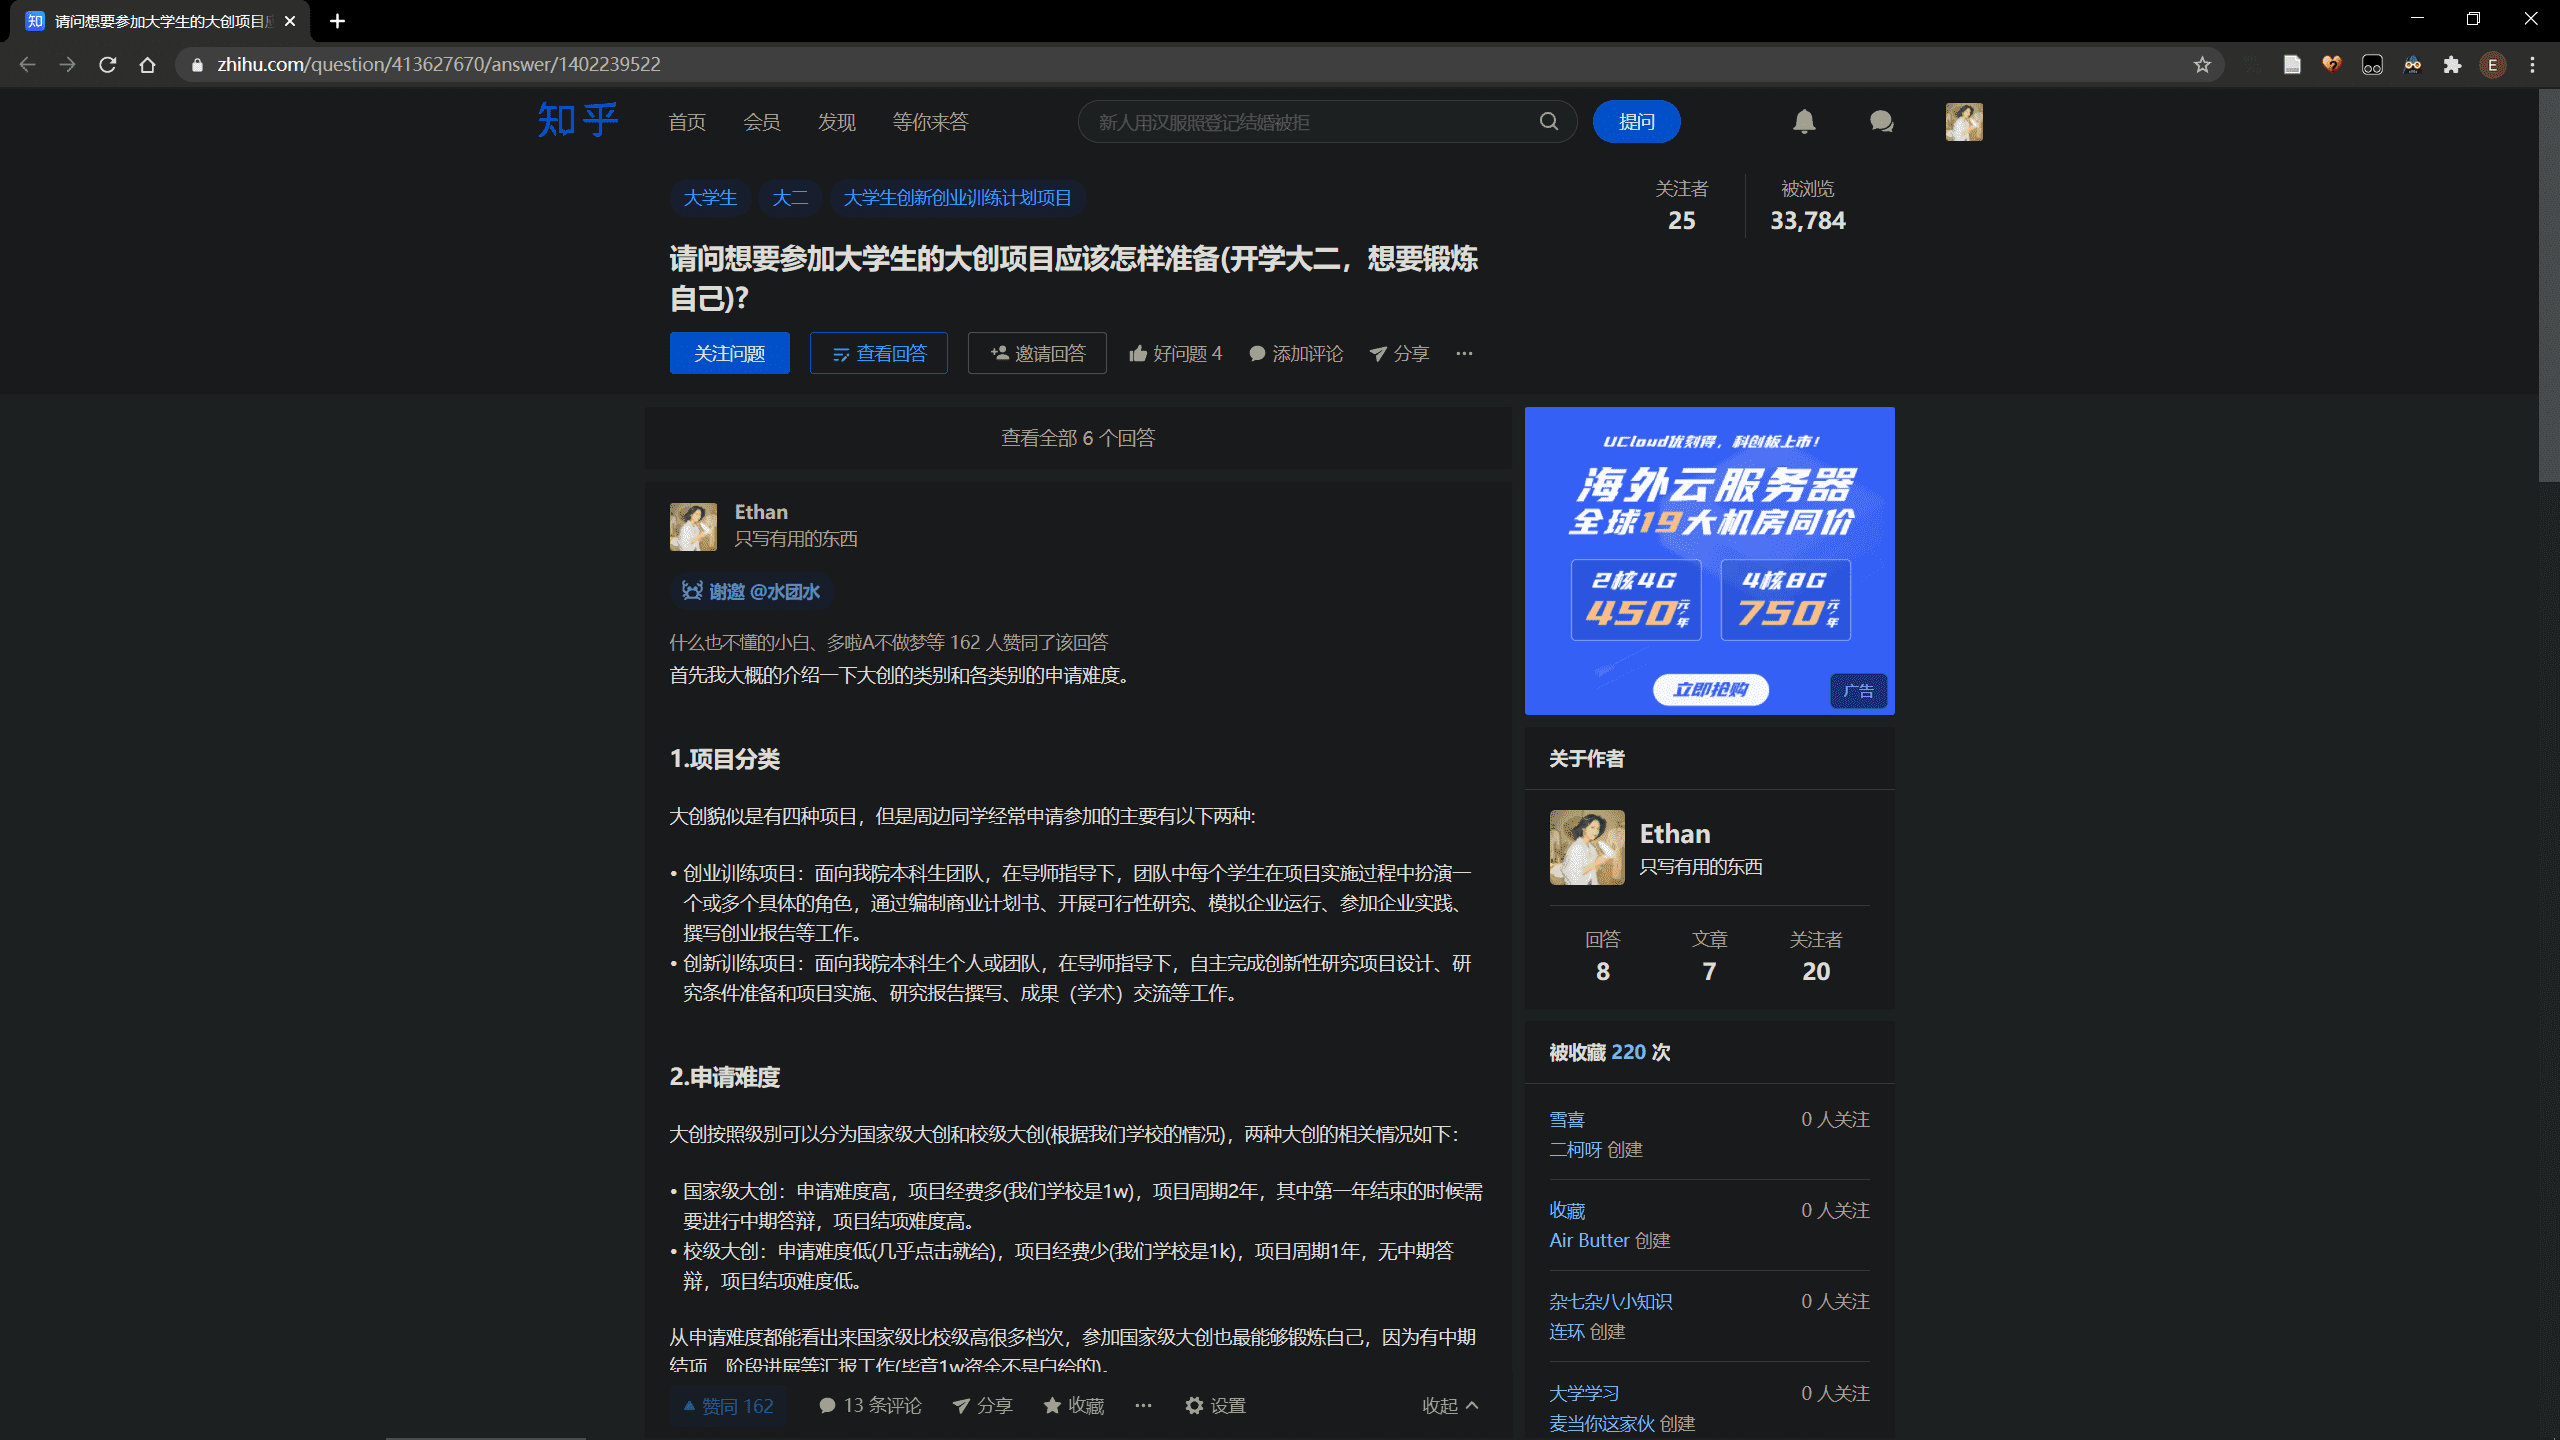 请问想要参加大学生的大创项目
zhihu.com/question/413627670/answer/1402239522
E
知乎
首页
会员
发现
等你来答
新人用汉服照登记结婚被拒
提问
大学生
大二
大学生创新创业训练计划项目
关注者
25
被浏览
33,784
请问想要参加大学生的大创项目应该怎样准备(开学大二，想要锻炼
自己)?
关注问题
查看回答
邀请回答
好问题 4
添加评论
分享
查看全部 6 个回答
Ethan
只写有用的东西
谢邀 @水团水
什么也不懂的小白、多啦A不做梦等 162 人赞同了该回答
首先我大概的介绍一下大创的类别和各类别的申请难度。
1.项目分类
大创貌似是有四种项目，但是周边同学经常申请参加的主要有以下两种:
• 创业训练项目：面向我院本科生团队，在导师指导下，团队中每个学生在项目实施过程中扮演一
个或多个具体的角色，通过编制商业计划书、开展可行性研究、模拟企业运行、参加企业实践、
撰写创业报告等工作。
• 创新训练项目：面向我院本科生个人或团队，在导师指导下，自主完成创新性研究项目设计、研
究条件准备和项目实施、研究报告撰写、成果（学术）交流等工作。
2.申请难度
大创按照级别可以分为国家级大创和校级大创(根据我们学校的情况)，两种大创的相关情况如下：
• 国家级大创：申请难度高，项目经费多(我们学校是1w)，项目周期2年，其中第一年结束的时候需
要进行中期答辩，项目结项难度高。
• 校级大创：申请难度低(几乎点击就给)，项目经费少(我们学校是1k)，项目周期1年，无中期答
辩，项目结项难度低。
从申请难度都能看出来国家级比校级高很多档次，参加国家级大创也最能够锻炼自己，因为有中期
结项、阶段进展等汇报工作(毕竟1w资金不是白给的)。
赞同 162
13 条评论
分享
收藏
设置
收起
UCloud优刻得，科创板上市！
海外云服务器
全球19大机房同价
2核4G
450元/年
4核8G
750元/年
立即抢购
广告
关于作者
Ethan
只写有用的东西
回答
8
文章
7
关注者
20
被收藏 220 次
雪喜
0 人关注
二柯呀 创建
收藏
0 人关注
Air Butter 创建
杂七杂八小知识
0 人关注
连环 创建
大学学习
0 人关注
麦当你这家伙 创建